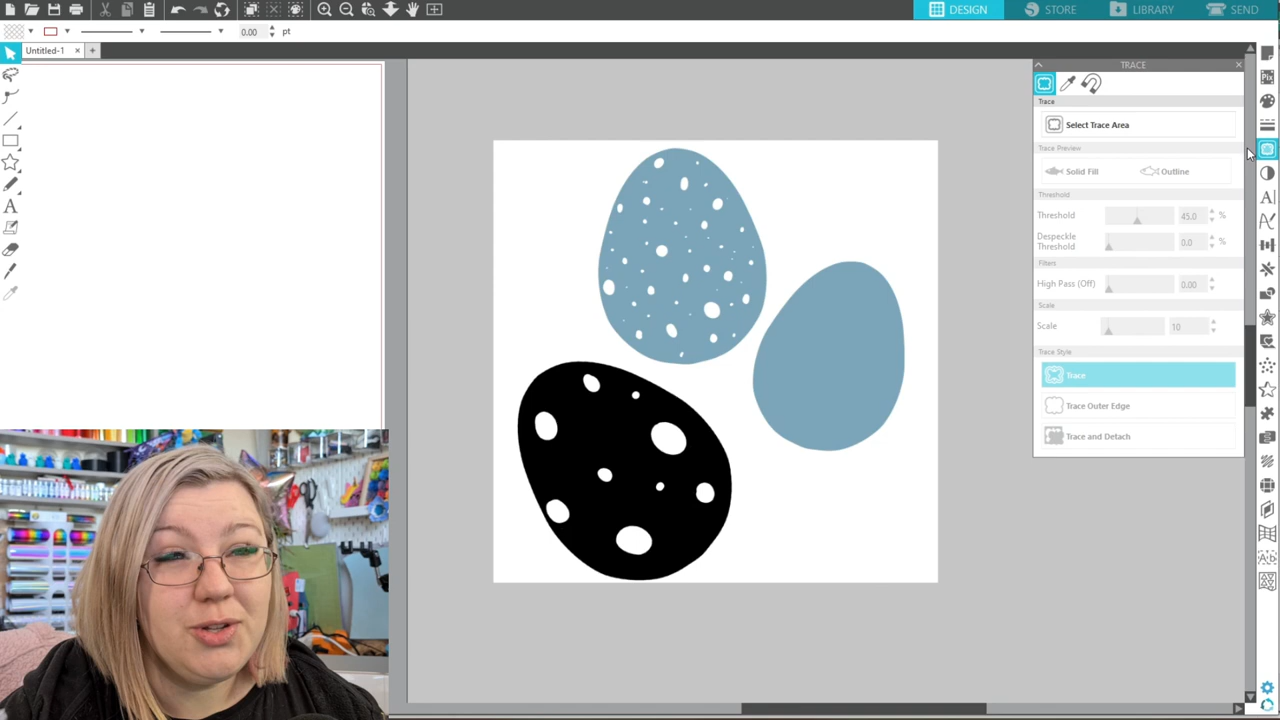 DESIGN STORE LIBRARY SEND
0.00 pt
Untitled-1 × +
TRACE
Trace
Select Trace Area
Trace Preview
Solid Fill Outline
Threshold
Threshold 45.0 %
Despeckle
Threshold 0.0 %
Filters
High Pass (Off) 0.00
Scale
Scale 10
Trace Style
Trace
Trace Outer Edge
Trace and Detach